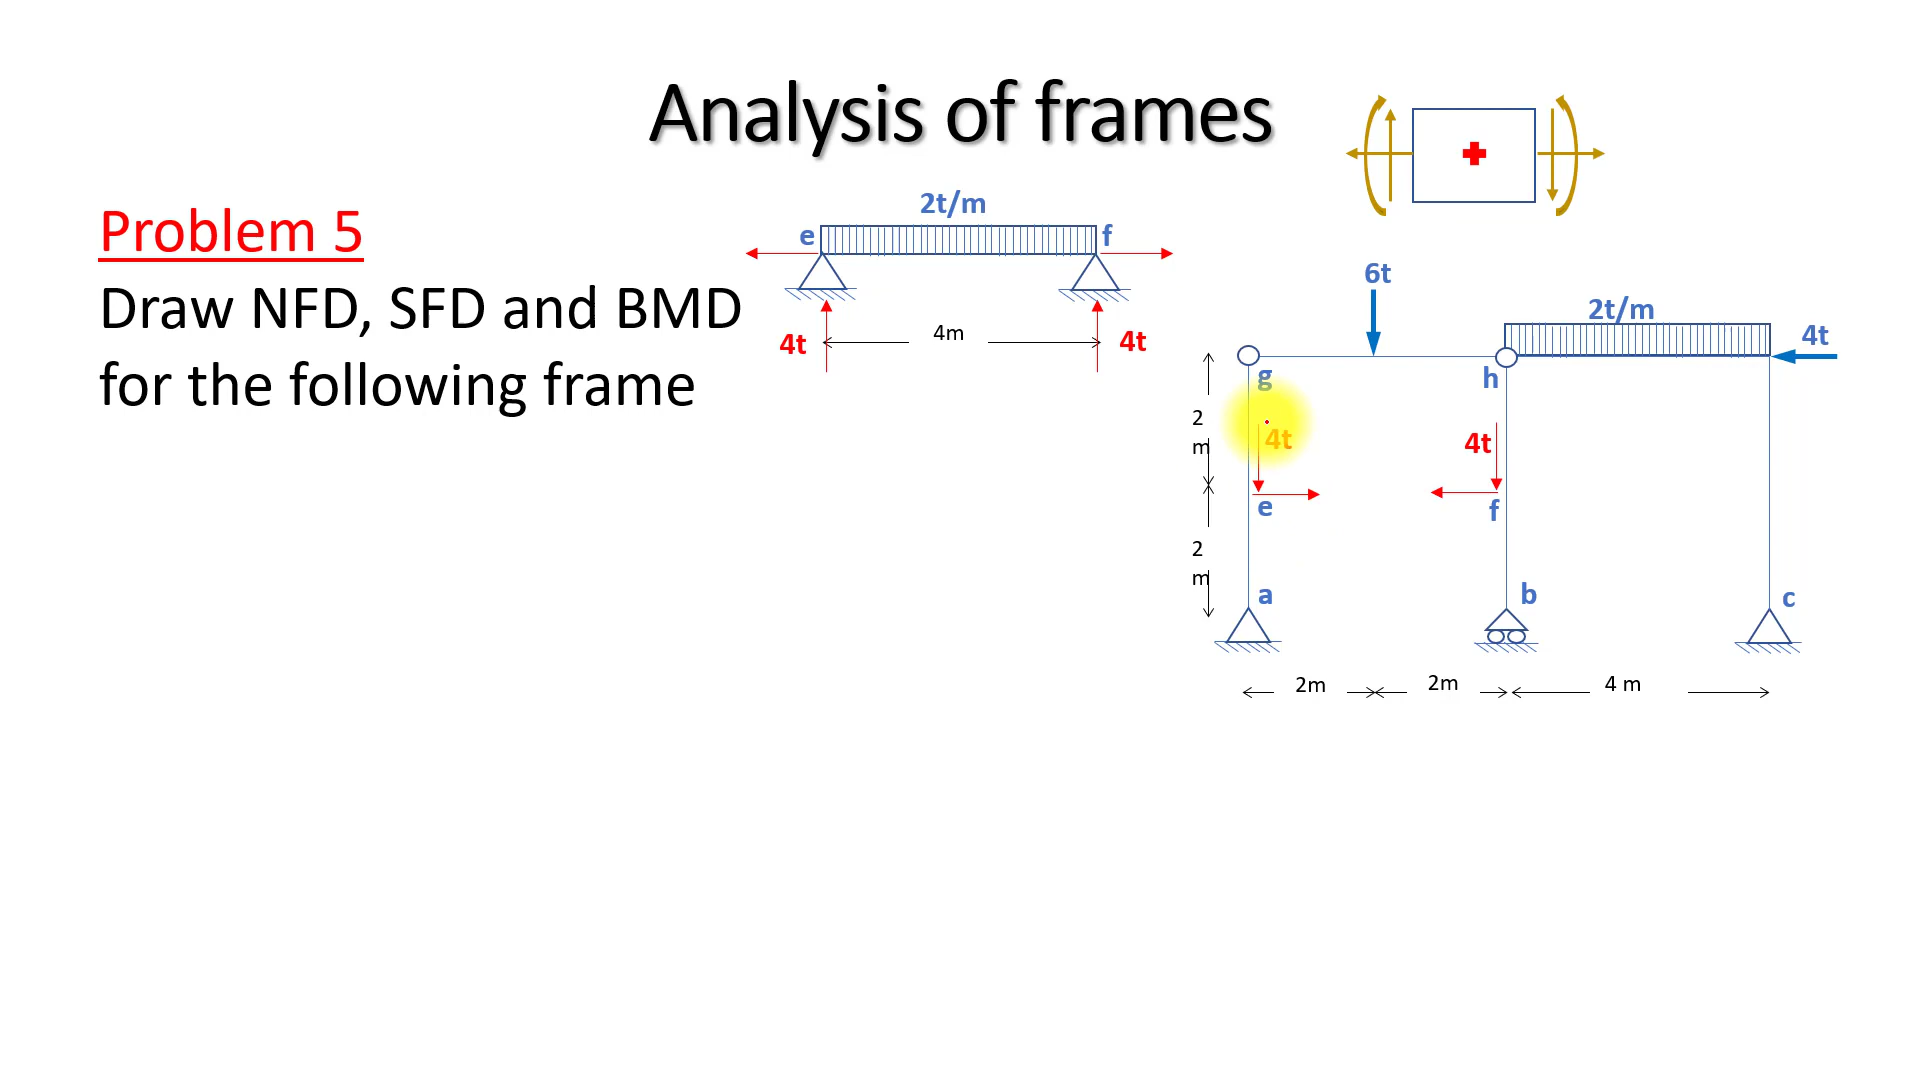 Analysis of frames
Problem 5
Draw NFD, SFD and BMD
for the following frame
2t/m
e
f
4t
4m
4t
6t
2t/m
4t
g
h
2
m
4t
4t
e
f
2
m
a
b
c
2m
2m
4 m